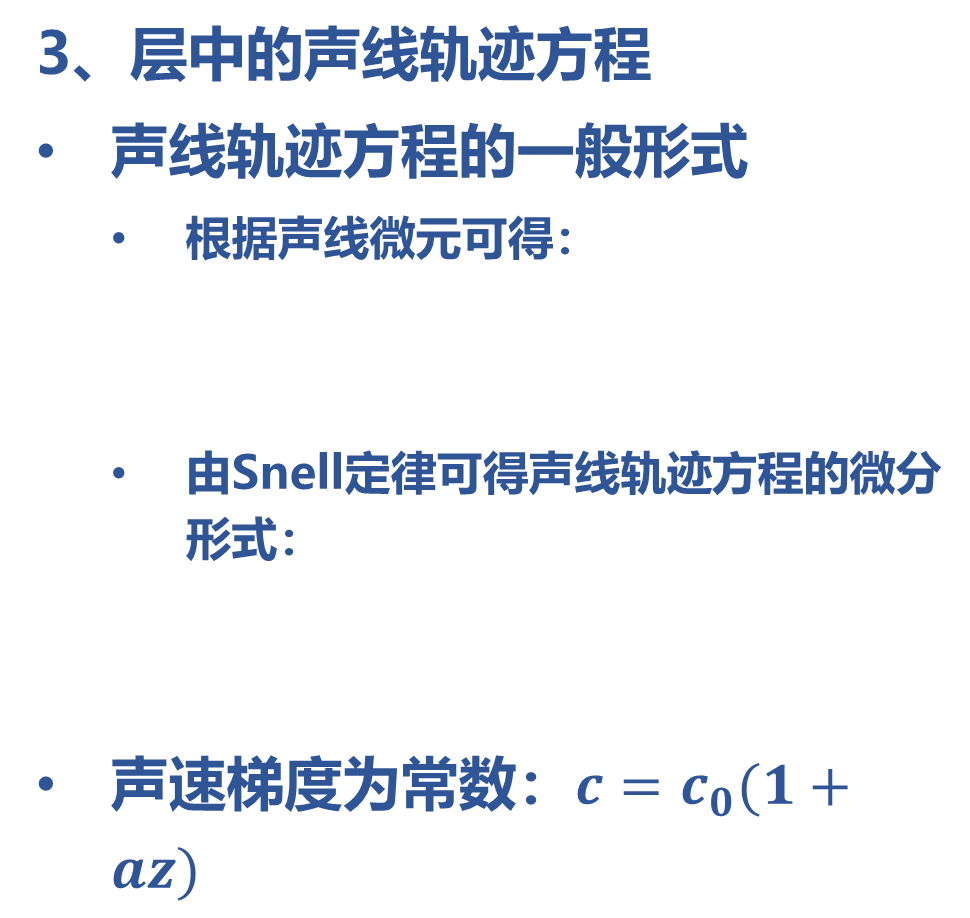 3、层中的声线轨迹方程
• 声线轨迹方程的一般形式
• 根据声线微元可得：
• 由Snell定律可得声线轨迹方程的微分
形式：
• 声速梯度为常数：c = c₀(1 +
az)